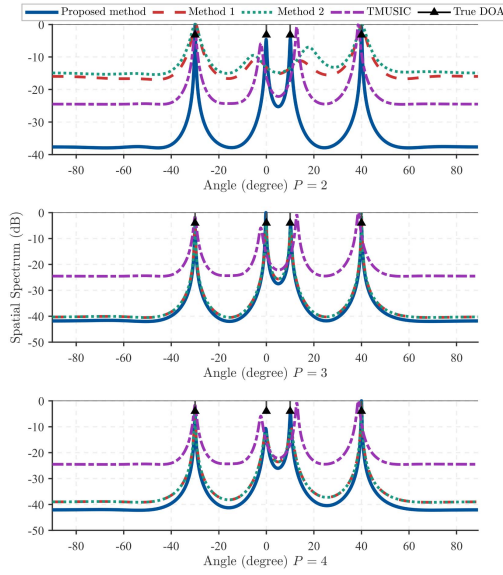 Proposed method Method 1 Method 2 TMUSIC True DOA
0
-10
-20
-30
-40
-80 -60 -40 -20 0 20 40 60 80
Angle (degree) P = 2
Spatial Spectrum (dB)
0
-10
-20
-30
-40
-50
-80 -60 -40 -20 0 20 40 60 80
Angle (degree) P = 3
0
-10
-20
-30
-40
-50
-80 -60 -40 -20 0 20 40 60 80
Angle (degree) P = 4